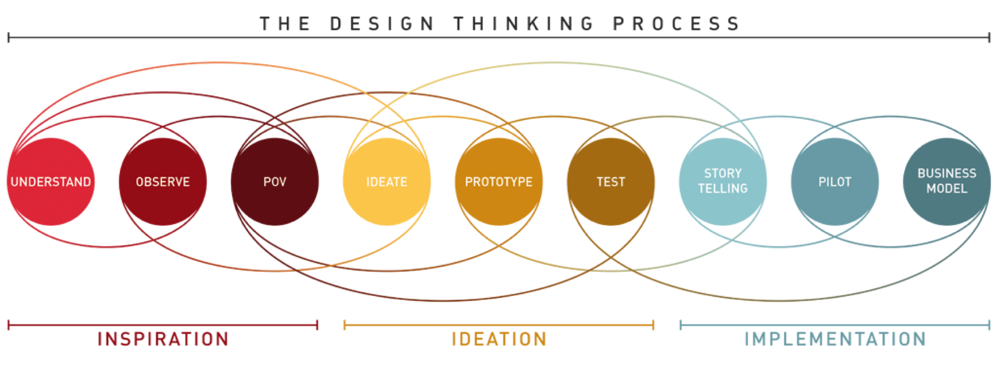 THE DESIGN THINKING PROCESS
UNDERSTAND
OBSERVE
POV
IDEATE
PROTOTYPE
TEST
STORY
TELLING
PILOT
BUSINESS
MODEL
INSPIRATION
IDEATION
IMPLEMENTATION